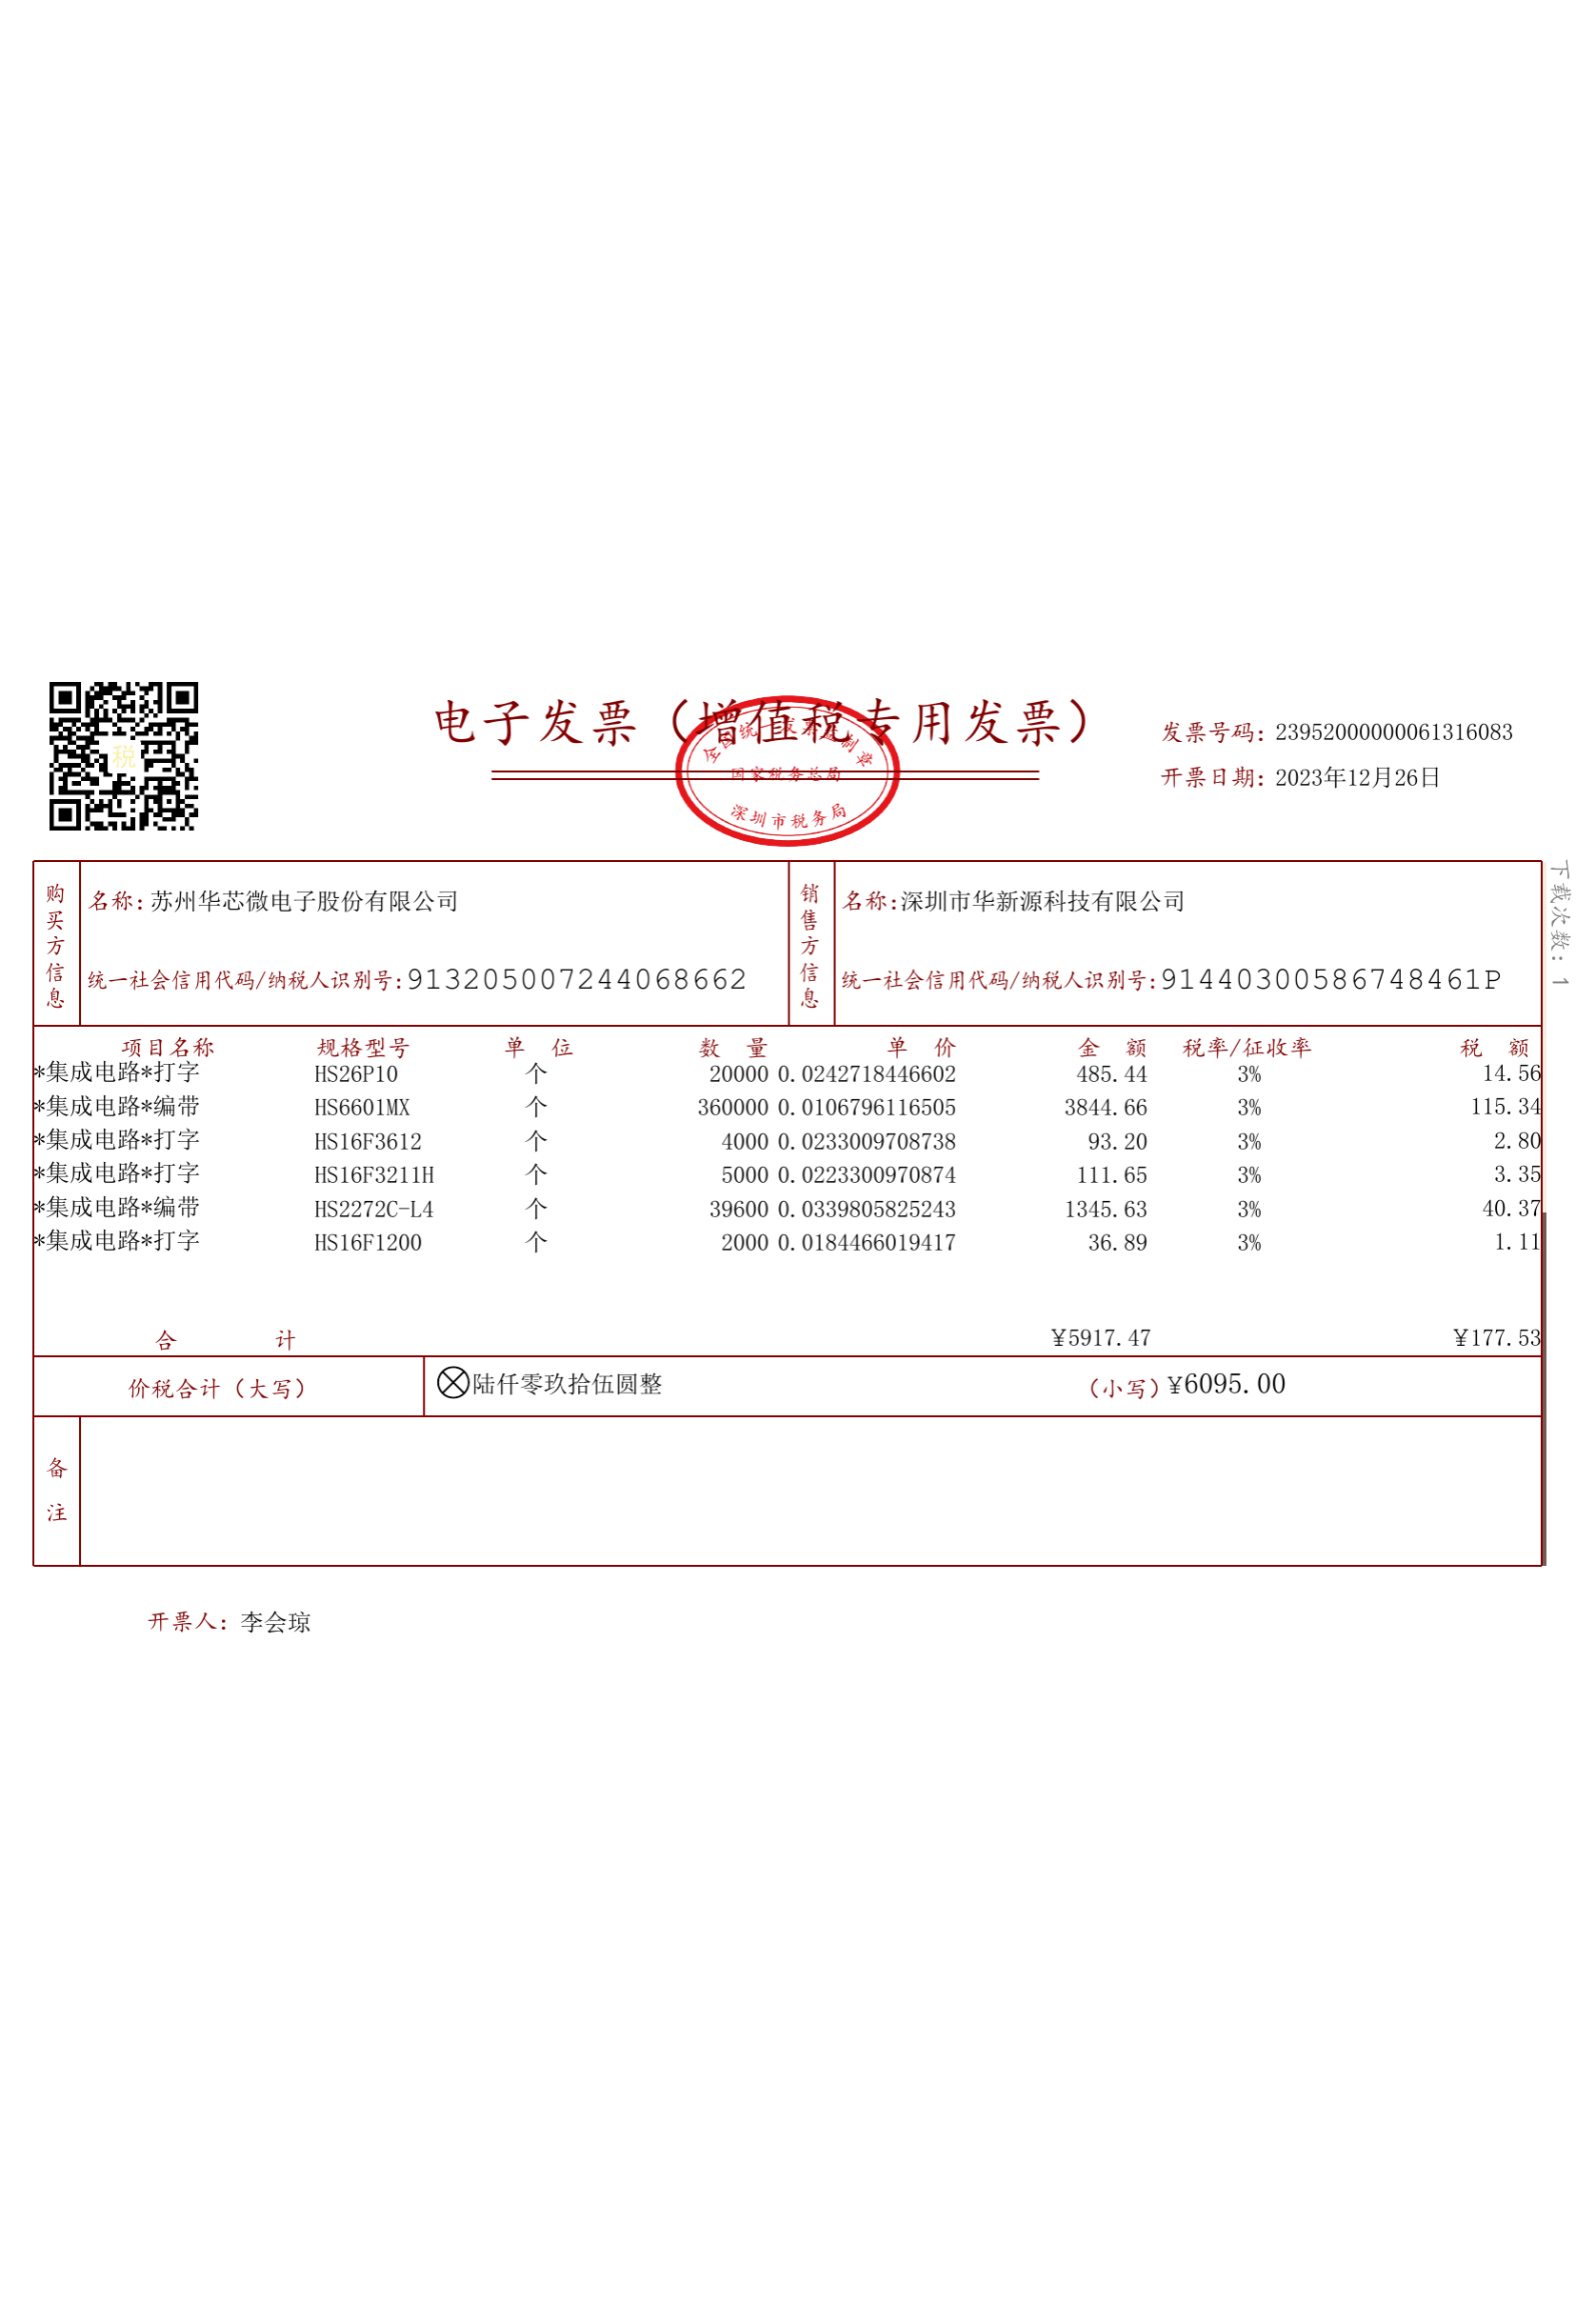 电子发票（增值税专用发票）
全国统一发票监制章
国家税务总局
深圳市税务局
税
发票号码: 23952000000061316083
开票日期: 2023年12月26日
下载次数: 1
购买方信息
名称: 苏州华芯微电子股份有限公司
统一社会信用代码/纳税人识别号: 913205007244068662
销售方信息
名称: 深圳市华新源科技有限公司
统一社会信用代码/纳税人识别号: 91440300586748461P
项目名称 规格型号 单位 数量 单价 金额 税率/征收率 税额
*集成电路*打字 HS26P10 个 20000 0.0242718446602 485.44 3% 14.56
*集成电路*编带 HS6601MX 个 360000 0.0106796116505 3844.66 3% 115.34
*集成电路*打字 HS16F3612 个 4000 0.0233009708738 93.20 3% 2.80
*集成电路*打字 HS16F3211H 个 5000 0.0223300970874 111.65 3% 3.35
*集成电路*编带 HS2272C-L4 个 39600 0.0339805825243 1345.63 3% 40.37
*集成电路*打字 HS16F1200 个 2000 0.0184466019417 36.89 3% 1.11
合计 ¥5917.47 ¥177.53
价税合计（大写） 陆仟零玖拾伍圆整 （小写）¥6095.00
备注
开票人: 李会琼